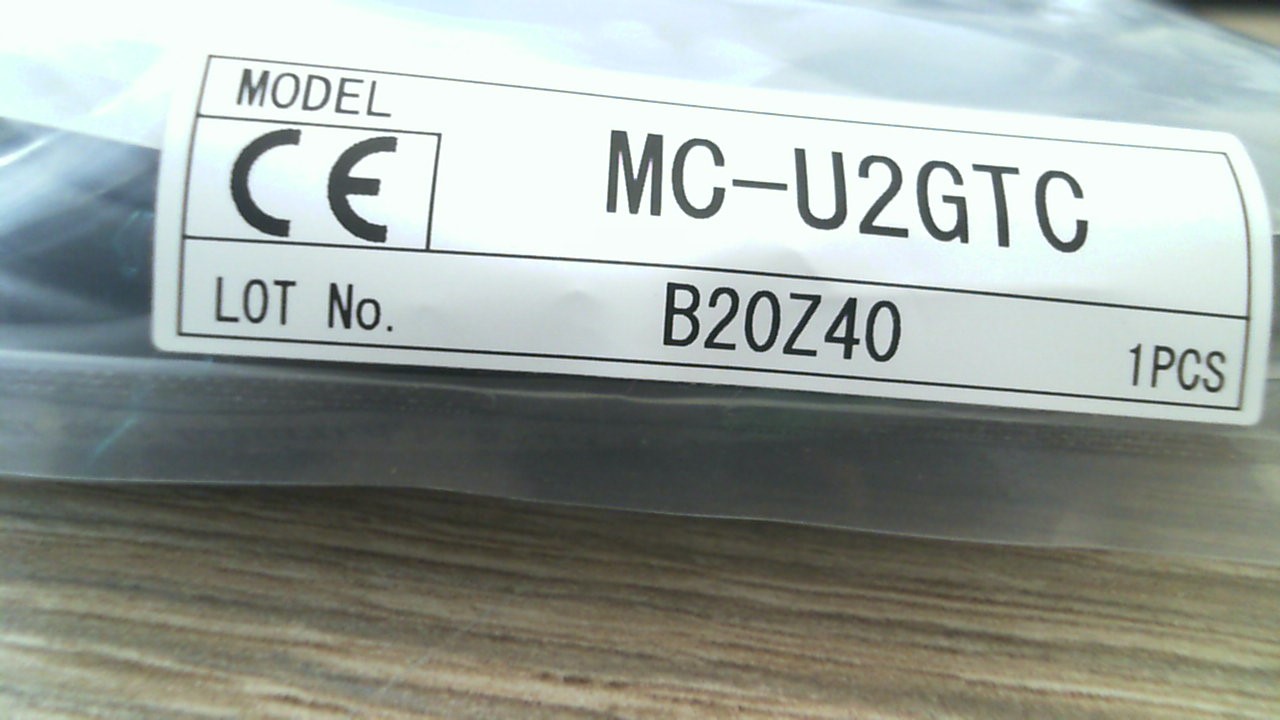 MODEL
CE
MC-U2GTC
LOT No.
B20Z40
1PCS